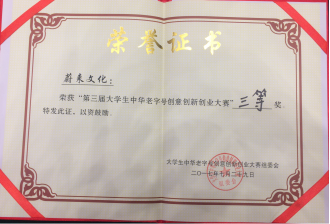 荣誉证书
蔚来文化：
荣获“第三届大学生中华老字号创意创新创业大赛”三等奖。
特发此证，以资鼓励。
大学生中华老字号创意创新创业大赛组委会
二〇一七年七月二十九日